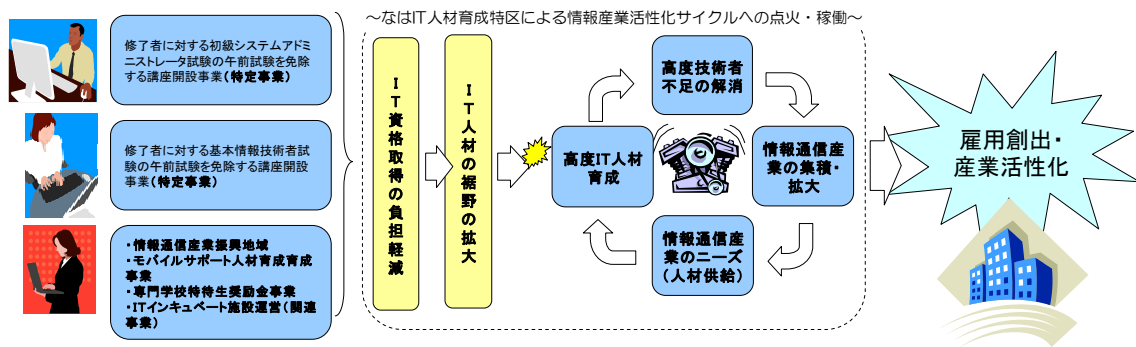 ～なはIT人材育成特区による情報産業活性化サイクルへの点火・稼働～
修了者に対する初級システムアドミ
ニストレータ試験の午前試験を免除
する講座開設事業(特定事業)
修了者に対する基本情報技術者試
験の午前試験を免除する講座開設
事業(特定事業)
・情報通信産業振興地域
・モバイルサポート人材育成育成
事業
・専門学校特待生奨励金事業
・ITインキュベート施設運営(関連
事業)
IT資格取得の負担軽減
IT人材の裾野の拡大
高度IT人材
育成
高度技術者
不足の解消
情報通信産
業の集積・
拡大
情報通信産
業のニーズ
(人材供給)
雇用創出・
産業活性化